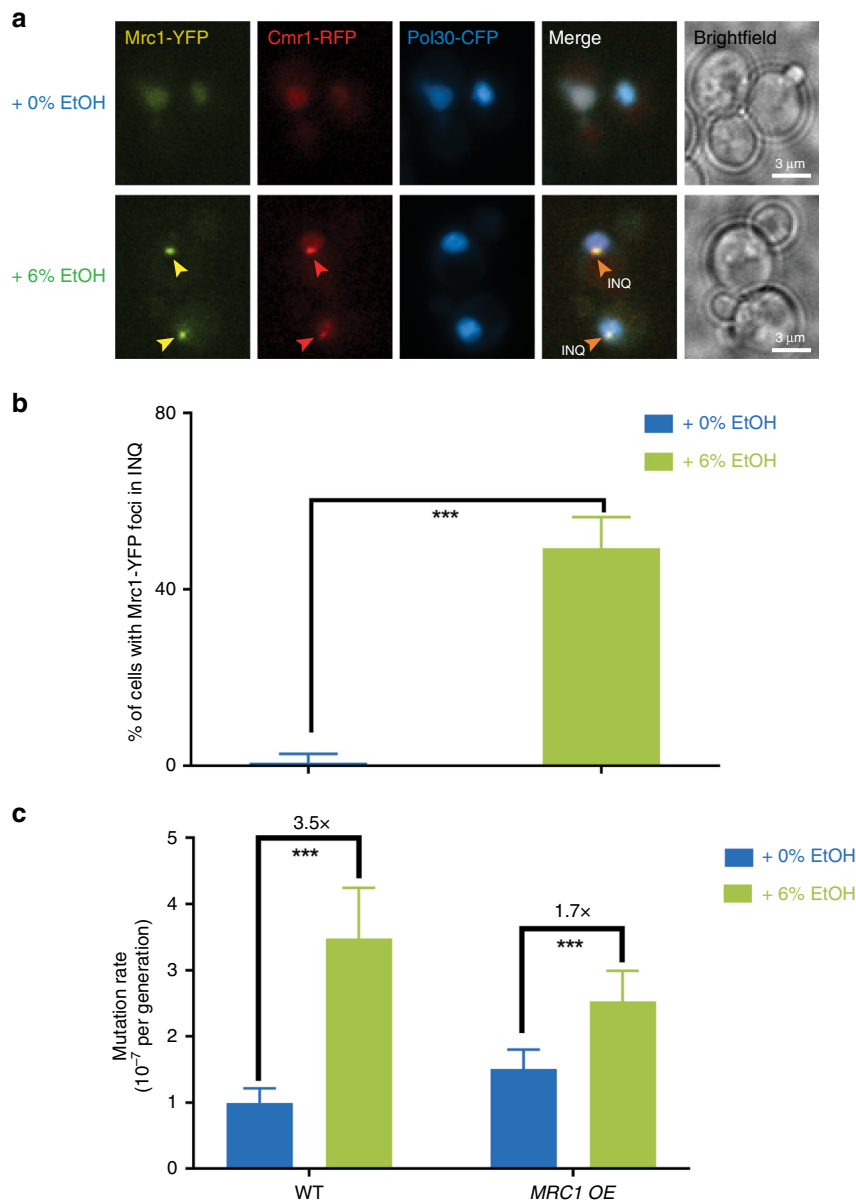 a
Mrc1-YFP Cmr1-RFP Pol30-CFP Merge Brightfield
+ 0% EtOH
3 μm
+ 6% EtOH
INQ
INQ
3 μm
b
% of cells with Mrc1-YFP foci in INQ
80
40
0
***
+ 0% EtOH
+ 6% EtOH
c
Mutation rate
(10⁻⁷ per generation)
5
4
3
2
1
0
3.5×
***
1.7×
***
+ 0% EtOH
+ 6% EtOH
WT MRC1 OE